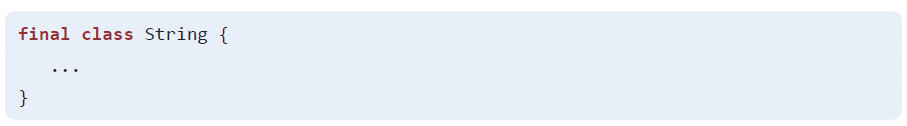 final class String {
...
}